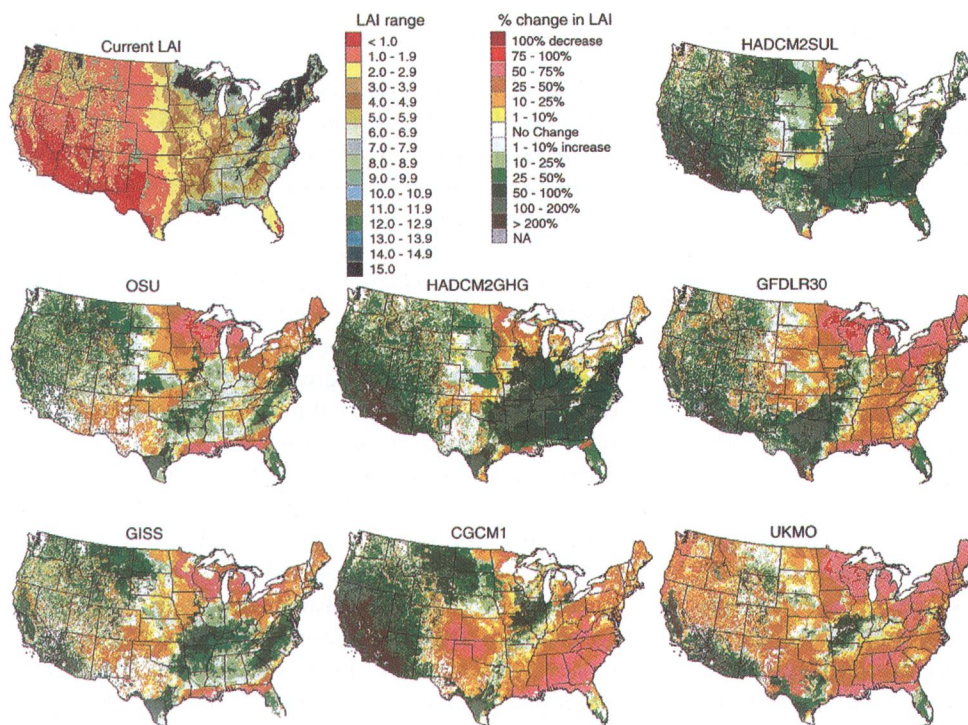 Current LAI
LAI range
< 1.0
1.0 - 1.9
2.0 - 2.9
3.0 - 3.9
4.0 - 4.9
5.0 - 5.9
6.0 - 6.9
7.0 - 7.9
8.0 - 8.9
9.0 - 9.9
10.0 - 10.9
11.0 - 11.9
12.0 - 12.9
13.0 - 13.9
14.0 - 14.9
15.0
% change in LAI
100% decrease
75 - 100%
50 - 75%
25 - 50%
10 - 25%
1 - 10%
No Change
1 - 10% increase
10 - 25%
25 - 50%
50 - 100%
100 - 200%
> 200%
NA
HADCM2SUL
OSU
HADCM2GHG
GFDLR30
GISS
CGCM1
UKMO